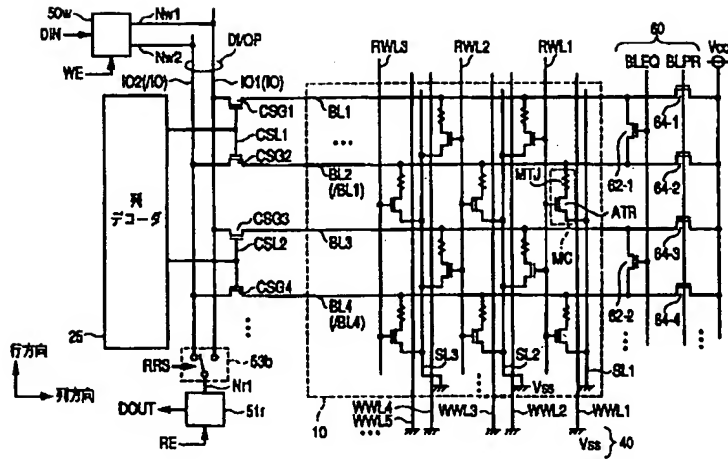 50w
Nw1
DIN
Nw2
DI/OP
WE
IO2(/IO)
IO1(IO)
RWL3
RWL2
RWL1
60
BLEQ
BLPR
Vcc
CSG1
BL1
64-1
CSL1
CSG2
BL2
(/BL1)
MTJ
62-1
64-2
ATR
列
デコーダ
CSG3
CSL2
BL3
MC
64-3
CSG4
BL4
(/BL4)
62-2
64-4
25
RRS
53b
行方向
列方向
Nr1
DOUT
51r
RE
SL3
SL2
SL1
Vss
10
WWL4
WWL5
WWL3
WWL2
WWL1
Vss
40